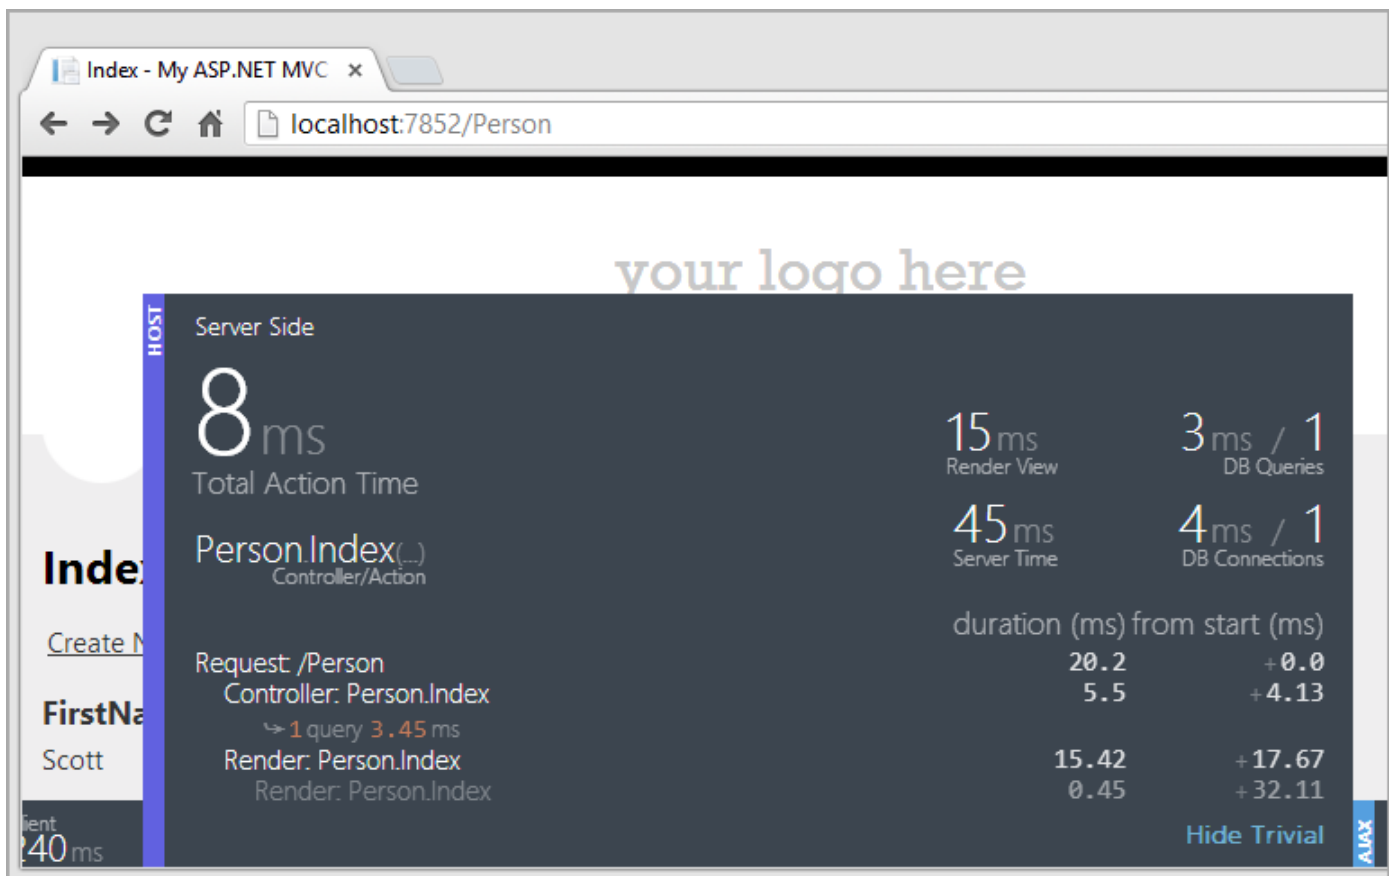 Index - My ASP.NET MVC ×
localhost:7852/Person
your logo here
HOST
Server Side
8 ms
Total Action Time
15 ms
Render View
3 ms / 1
DB Queries
Person.Index(...)
Controller/Action
45 ms
Server Time
4 ms / 1
DB Connections
duration (ms) from start (ms)
Request: /Person 20.2 +0.0
Controller: Person.Index 5.5 +4.13
1 query 3.45 ms
Render: Person.Index 15.42 +17.67
Render: Person.Index 0.45 +32.11
Hide Trivial
Create
Scott
ms
AJAX